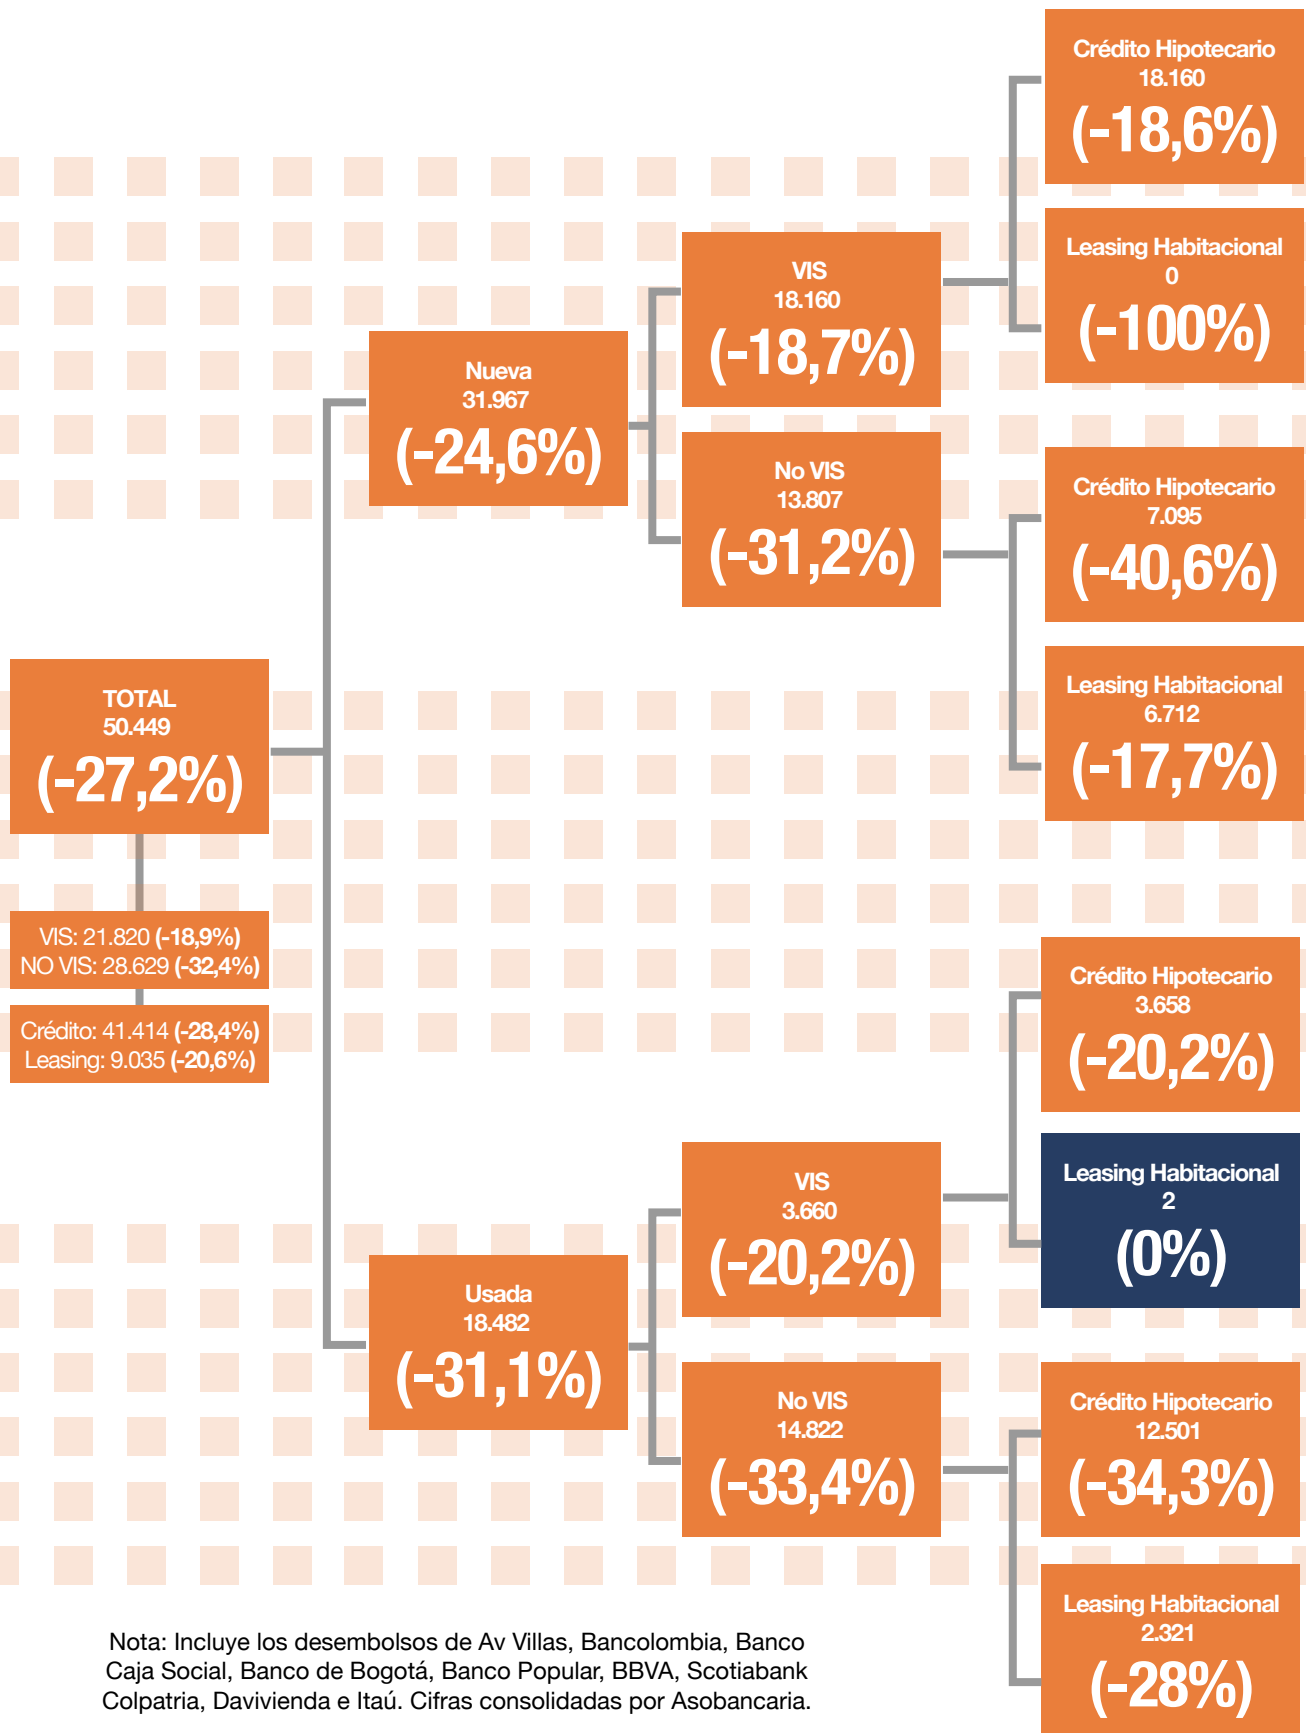 TOTAL
50.449
(-27,2%)
VIS: 21.820 (-18,9%)
NO VIS: 28.629 (-32,4%)
Crédito: 41.414 (-28,4%)
Leasing: 9.035 (-20,6%)
Nueva
31.967
(-24,6%)
VIS
18.160
(-18,7%)
Crédito Hipotecario
18.160
(-18,6%)
Leasing Habitacional
0
(-100%)
No VIS
13.807
(-31,2%)
Crédito Hipotecario
7.095
(-40,6%)
Leasing Habitacional
6.712
(-17,7%)
Usada
18.482
(-31,1%)
VIS
3.660
(-20,2%)
Crédito Hipotecario
3.658
(-20,2%)
Leasing Habitacional
2
(0%)
No VIS
14.822
(-33,4%)
Crédito Hipotecario
12.501
(-34,3%)
Leasing Habitacional
2.321
(-28%)
Nota: Incluye los desembolsos de Av Villas, Bancolombia, Banco
Caja Social, Banco de Bogotá, Banco Popular, BBVA, Scotiabank
Colpatria, Davivienda e Itaú. Cifras consolidadas por Asobancaria.